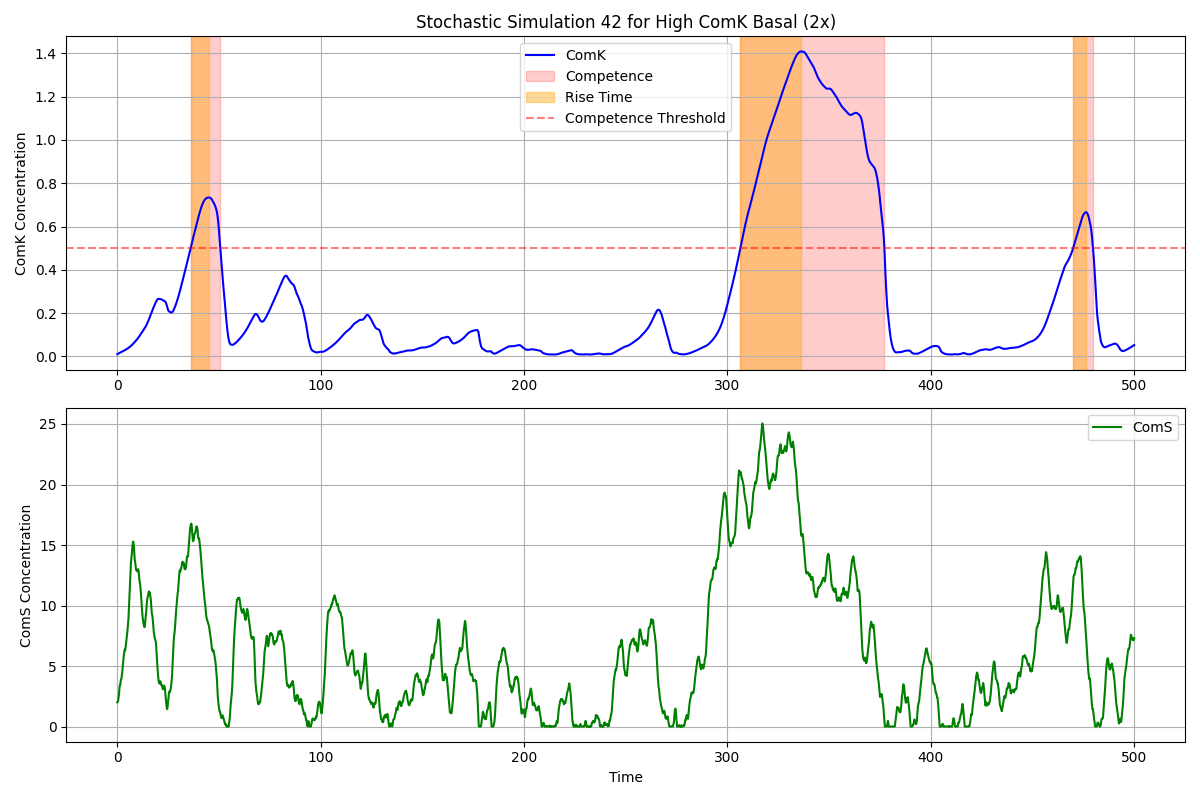 Stochastic Simulation 42 for High ComK Basal (2x)
ComK Concentration
1.4
1.2
1.0
0.8
0.6
0.4
0.2
0.0
ComK
Competence
Rise Time
Competence Threshold
0 100 200 300 400 500
ComS Concentration
25
20
15
10
5
0
ComS
0 100 200 300 400 500
Time